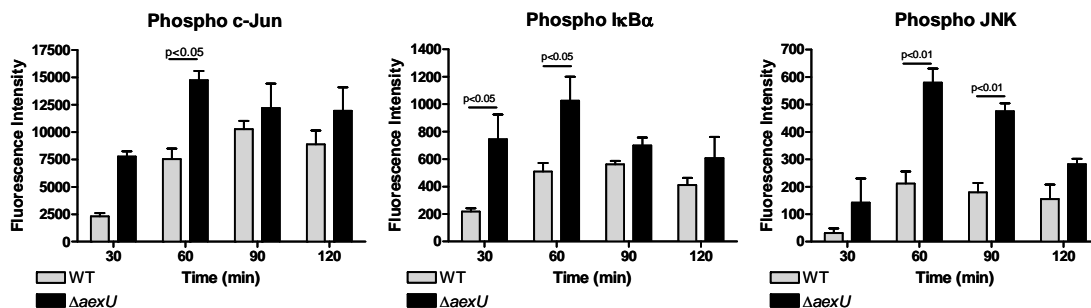 Phospho c-Jun
Fluorescence Intensity
17500
15000
12500
10000
7500
5000
2500
0
p<0.05
30 60 90 120
Time (min)
WT
ΔaexU
Phospho IκBα
Fluorescence Intensity
1400
1200
1000
800
600
400
200
0
p<0.05
p<0.05
30 60 90 120
Time (min)
WT
ΔaexU
Phospho JNK
Fluorescence Intensity
700
600
500
400
300
200
100
0
p<0.01
p<0.01
30 60 90 120
Time (min)
WT
ΔaexU